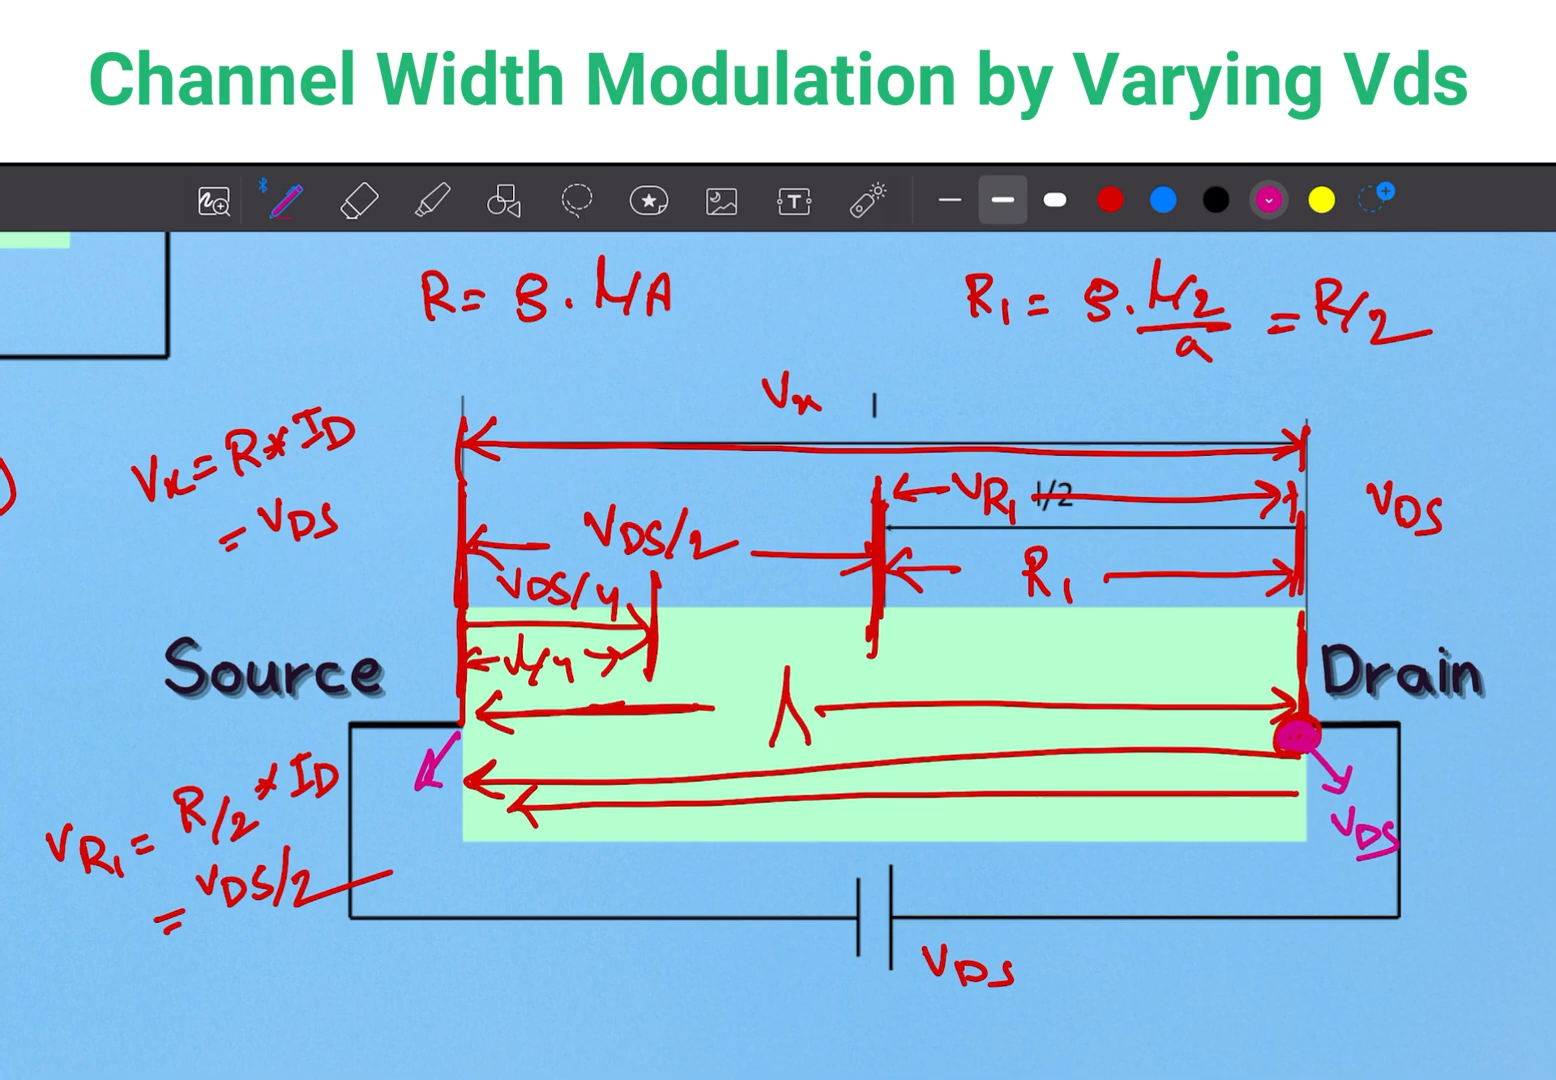 Channel Width Modulation by Varying Vds
R = ρ. l/A
R₁ = ρ. l/2 / a = R/2
Vx
l
Vx = R*ID
= VDS
VR₁
l/2
VDS
VDS/2
R₁
VDS/4
l/4
Source
Drain
l
VR₁ = R/2 * ID
= VDS/2
VDS
VDS